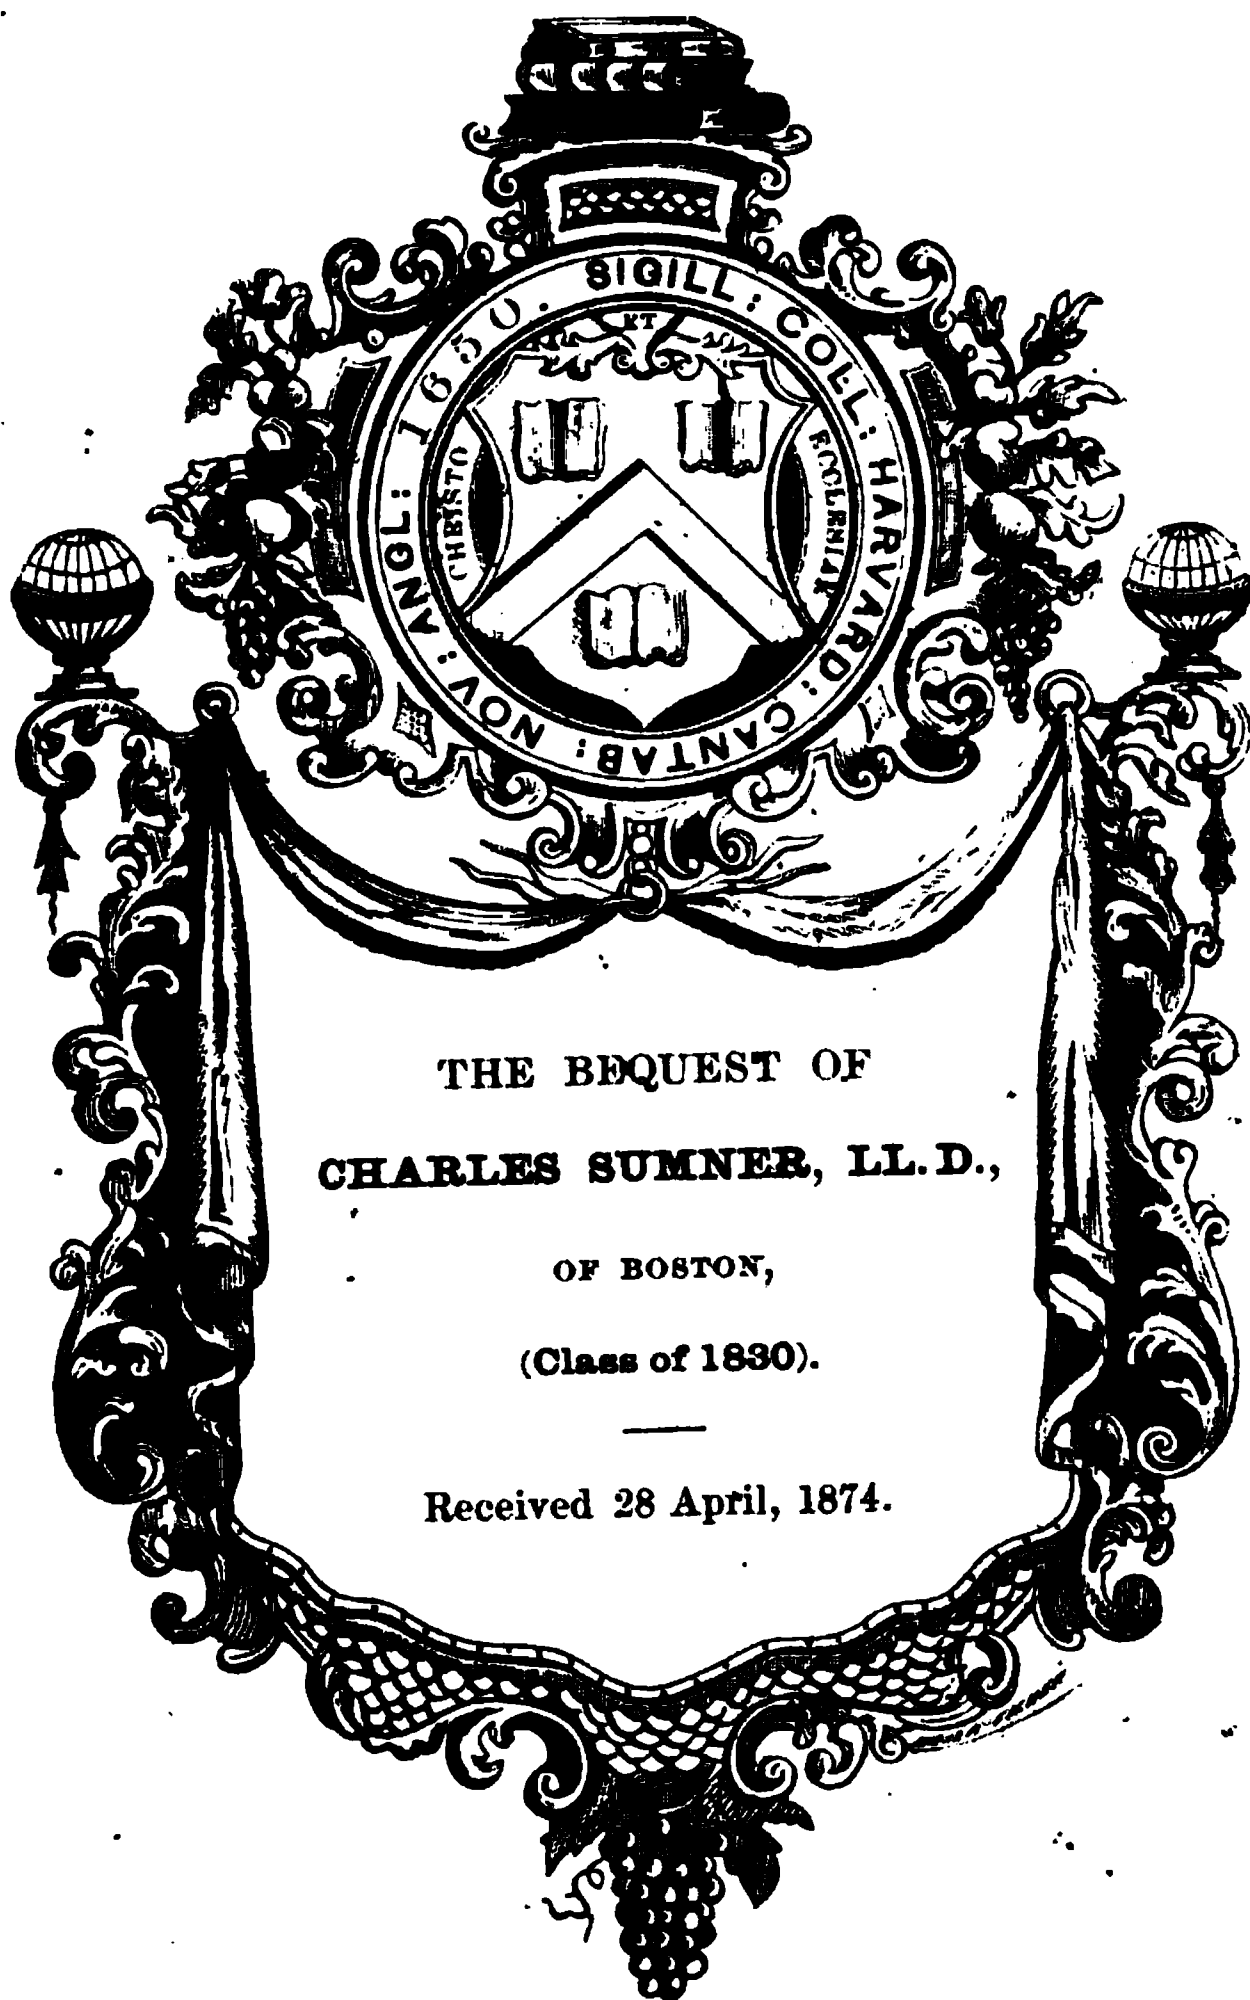 SIGILL: COLL: HARVARD: CANTAB: NOV: ANGL: 1650.
CHRISTO
ET
ECCLESIAE
THE BEQUEST OF
CHARLES SUMNER, LL.D.,
OF BOSTON,
(Class of 1830).
Received 28 April, 1874.